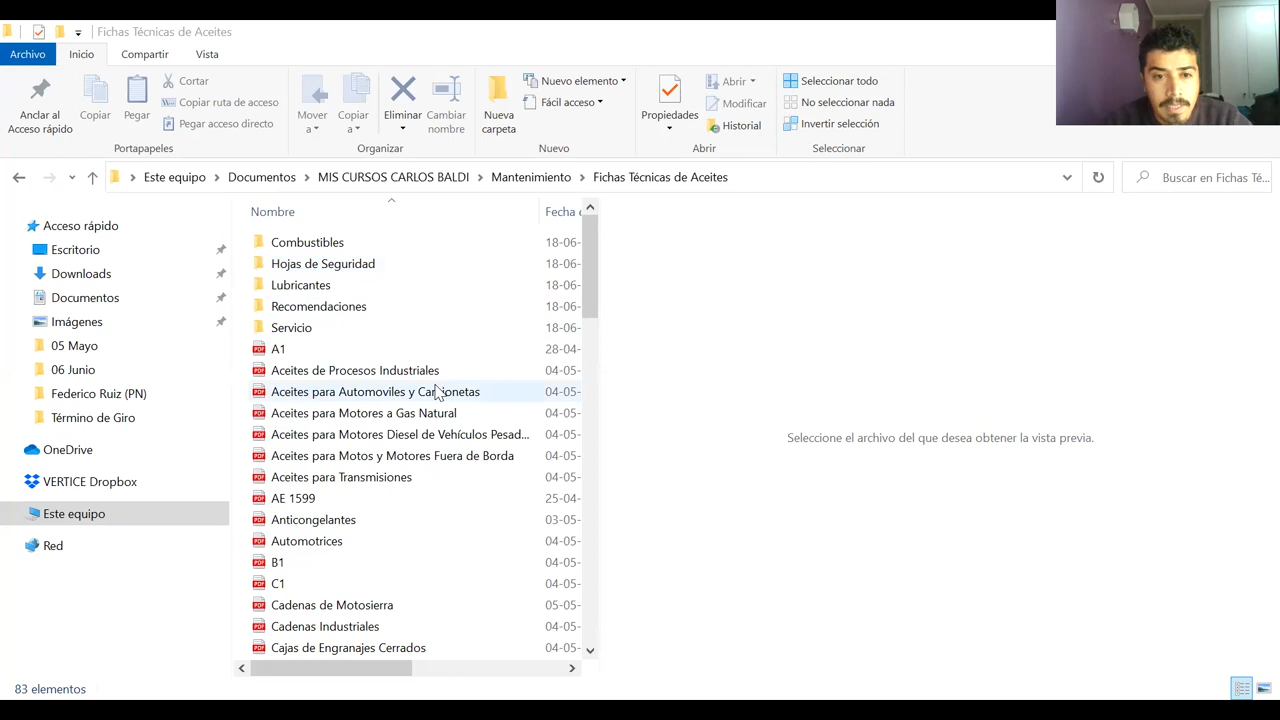 Fichas Técnicas de Aceites
Archivo Inicio Compartir Vista
Anclar al Acceso rápido
Copiar
Pegar
Cortar
Copiar ruta de acceso
Pegar acceso directo
Portapapeles
Mover a
Copiar a
Eliminar
Cambiar nombre
Organizar
Nueva carpeta
Nuevo elemento
Fácil acceso
Nuevo
Propiedades
Abrir
Modificar
Historial
Abrir
Seleccionar todo
No seleccionar nada
Invertir selección
Seleccionar
Este equipo Documentos MIS CURSOS CARLOS BALDI Mantenimiento Fichas Técnicas de Aceites
Buscar en Fichas Té...
Acceso rápido
Escritorio
Downloads
Documentos
Imágenes
05 Mayo
06 Junio
Federico Ruiz (PN)
Término de Giro
OneDrive
VERTICE Dropbox
Este equipo
Red
Nombre Fecha
Combustibles 18-06-
Hojas de Seguridad 18-06-
Lubricantes 18-06-
Recomendaciones 18-06-
Servicio 18-06-
A1 28-04-
Aceites de Procesos Industriales 04-05-
Aceites para Automoviles y Camionetas 04-05-
Aceites para Motores a Gas Natural 04-05-
Aceites para Motores Diesel de Vehículos Pesad... 04-05-
Aceites para Motos y Motores Fuera de Borda 04-05-
Aceites para Transmisiones 04-05-
AE 1599 25-04-
Anticongelantes 03-05-
Automotrices 04-05-
B1 04-05-
C1 04-05-
Cadenas de Motosierra 05-05-
Cadenas Industriales 04-05-
Cajas de Engranajes Cerrados 04-05-
Seleccione el archivo del que desea obtener la vista previa.
83 elementos